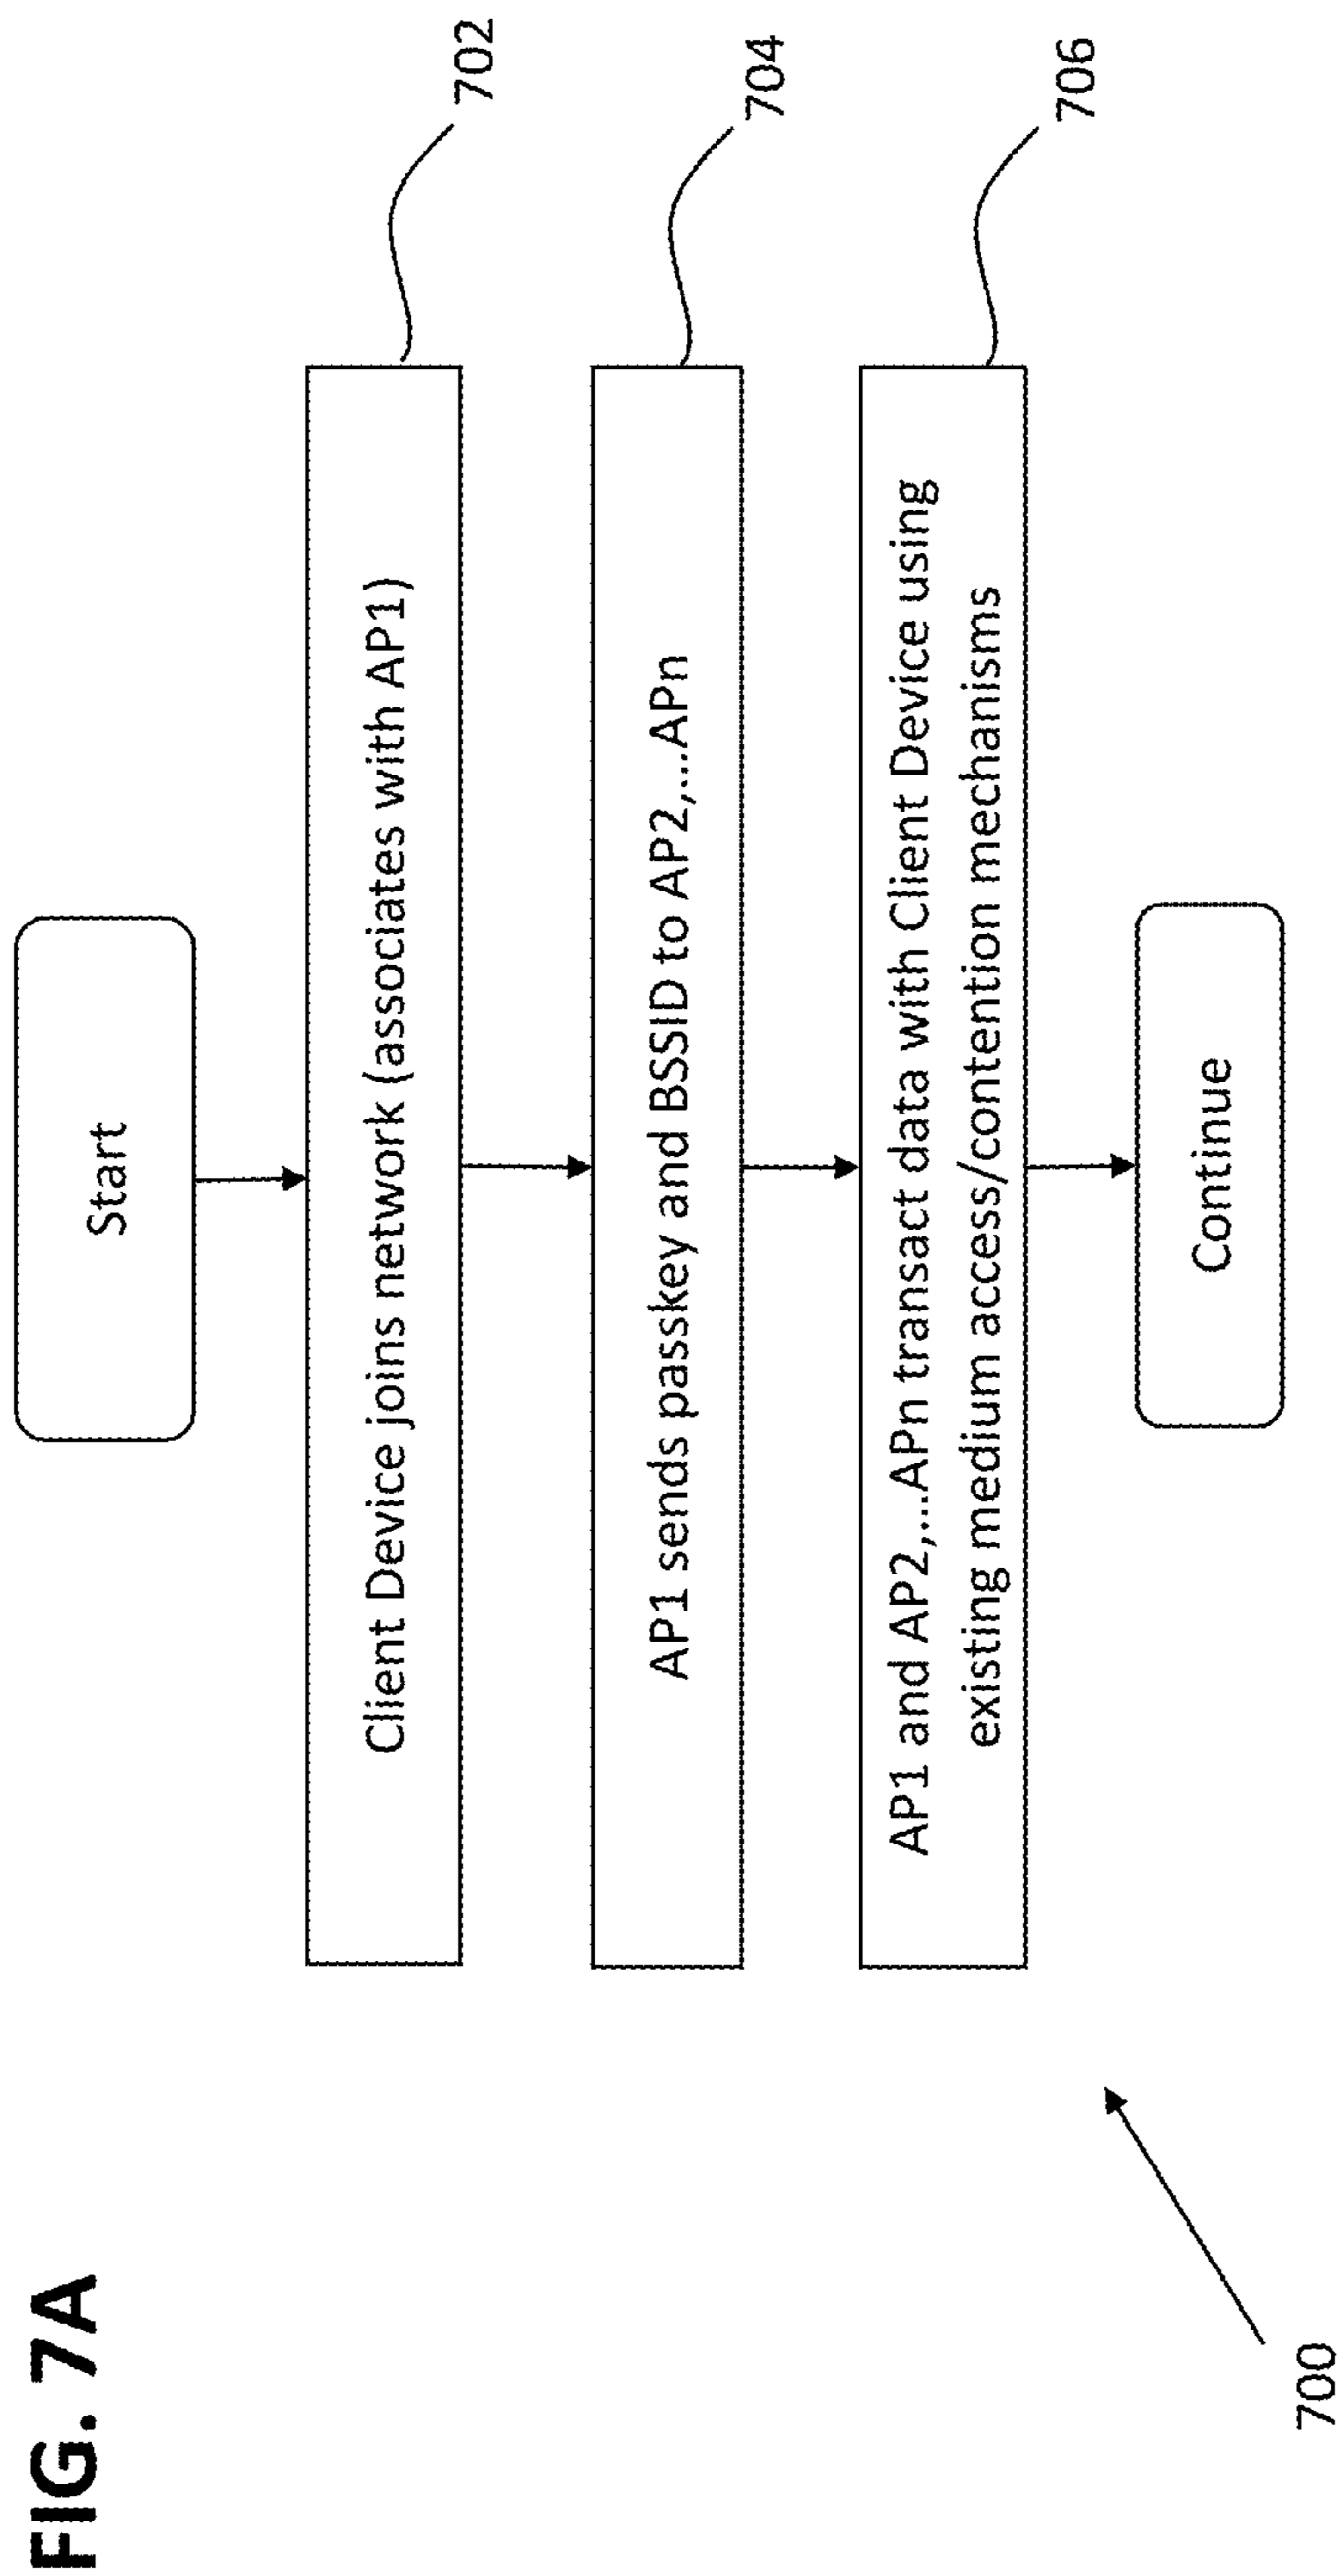 FIG. 7A
Start
Client Device joins network (associates with AP1)
702
AP1 sends passkey and BSSID to AP2,...APn
704
AP1 and AP2,...APn transact data with Client Device using
existing medium access/contention mechanisms
706
Continue
700